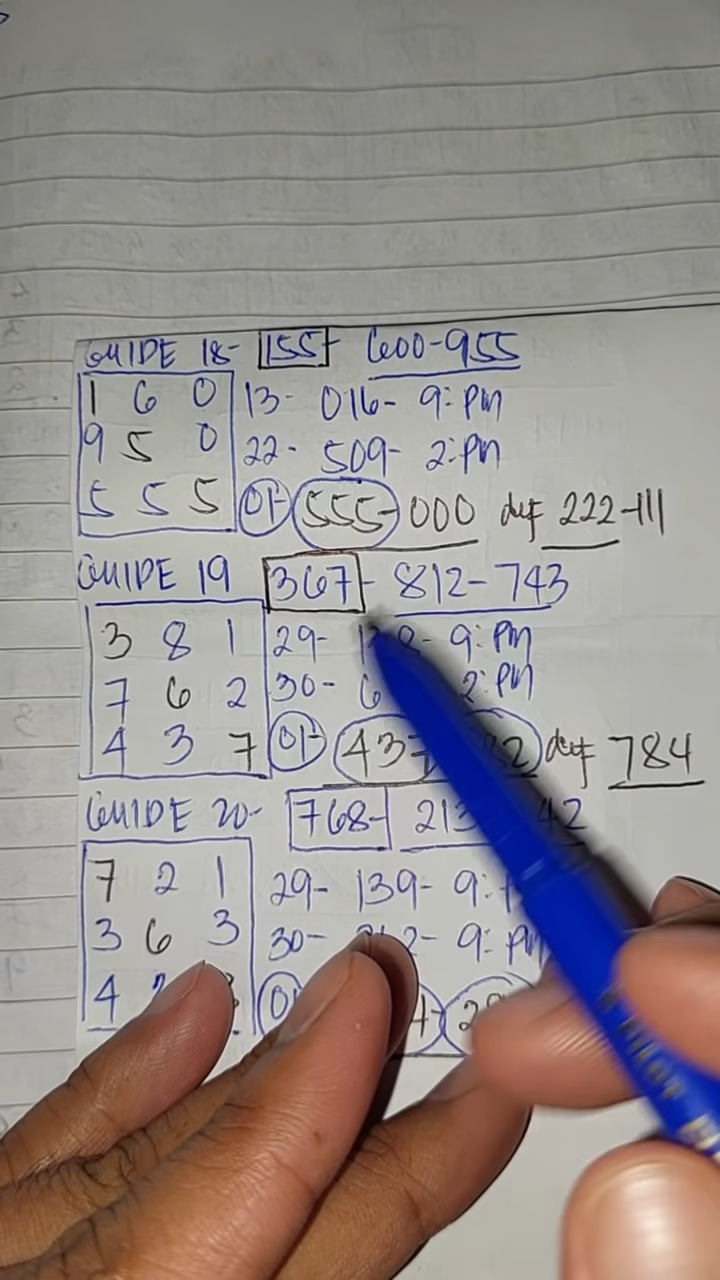 GUIDE 18- 155- 600-955
1 6 0 13- 016- 9:PM
9 5 0 22- 509- 2:PM
5 5 5 01- 555- 000 def 222-111
GUIDE 19 367- 812-743
3 8 1 29- 9:PM
7 6 2 30- 2:PM
4 3 7 01- def 784
GUIDE 20- 768-
7 2 1 29- 139-
3 6 3 30- 9:PM
4
PILOT